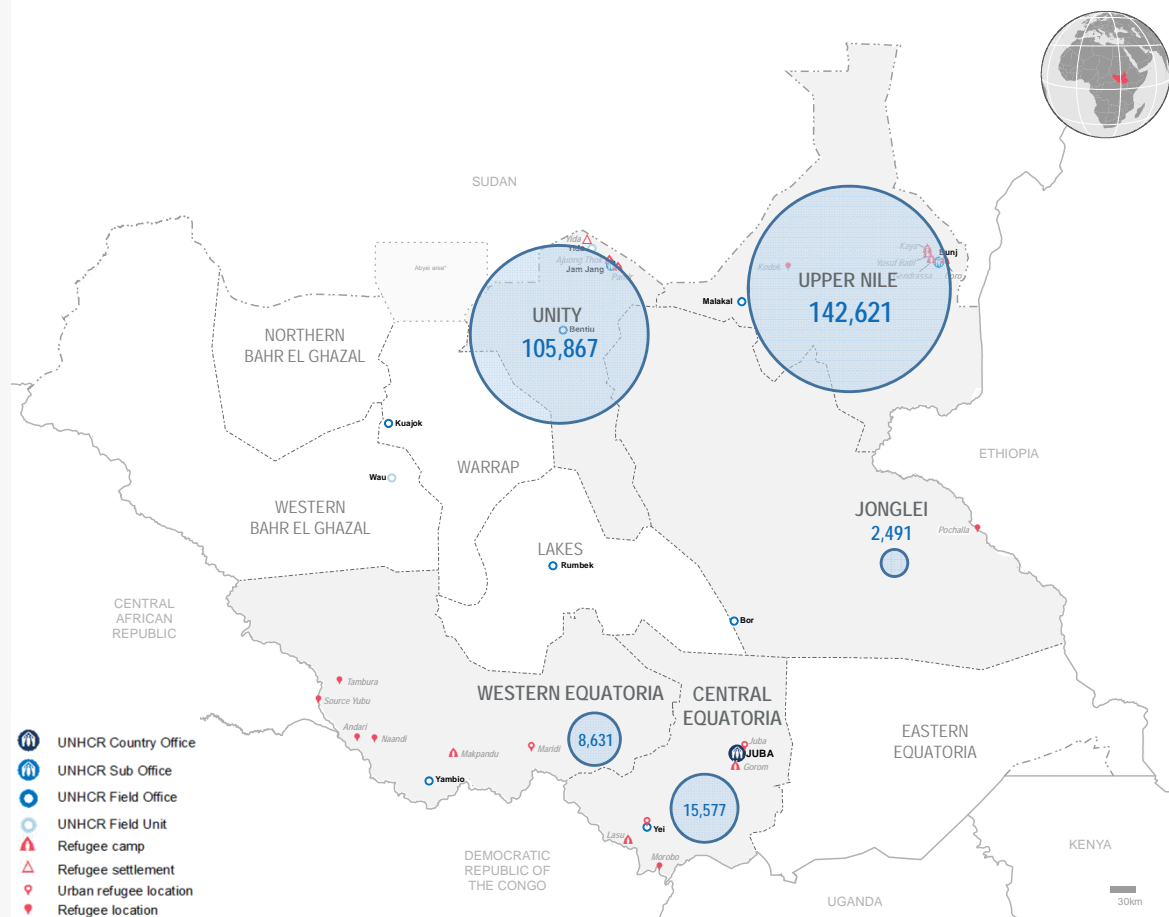 SUDAN
Yida
Yida
Ajuong Thok
Jam Jang
Pamir
Abyei area*
Kaya
Bunj
Yusuf Batil
Gendrassa
Doro
Kodok
Malakal
UPPER NILE
142,621
UNITY
Bentiu
105,867
NORTHERN
BAHR EL GHAZAL
Kuajok
Wau
WARRAP
WESTERN
BAHR EL GHAZAL
ETHIOPIA
JONGLEI
2,491
Pochalla
LAKES
Rumbek
Bor
CENTRAL
AFRICAN
REPUBLIC
Tambura
Source Yubu
Andari
Naandi
Makpandu
Maridi
Yambio
WESTERN EQUATORIA
8,631
CENTRAL
EQUATORIA
Juba
JUBA
Gorom
15,577
Yei
Lasu
Morobo
EASTERN
EQUATORIA
DEMOCRATIC
REPUBLIC OF
THE CONGO
UGANDA
KENYA
30km
UNHCR Country Office
UNHCR Sub Office
UNHCR Field Office
UNHCR Field Unit
Refugee camp
Refugee settlement
Urban refugee location
Refugee location